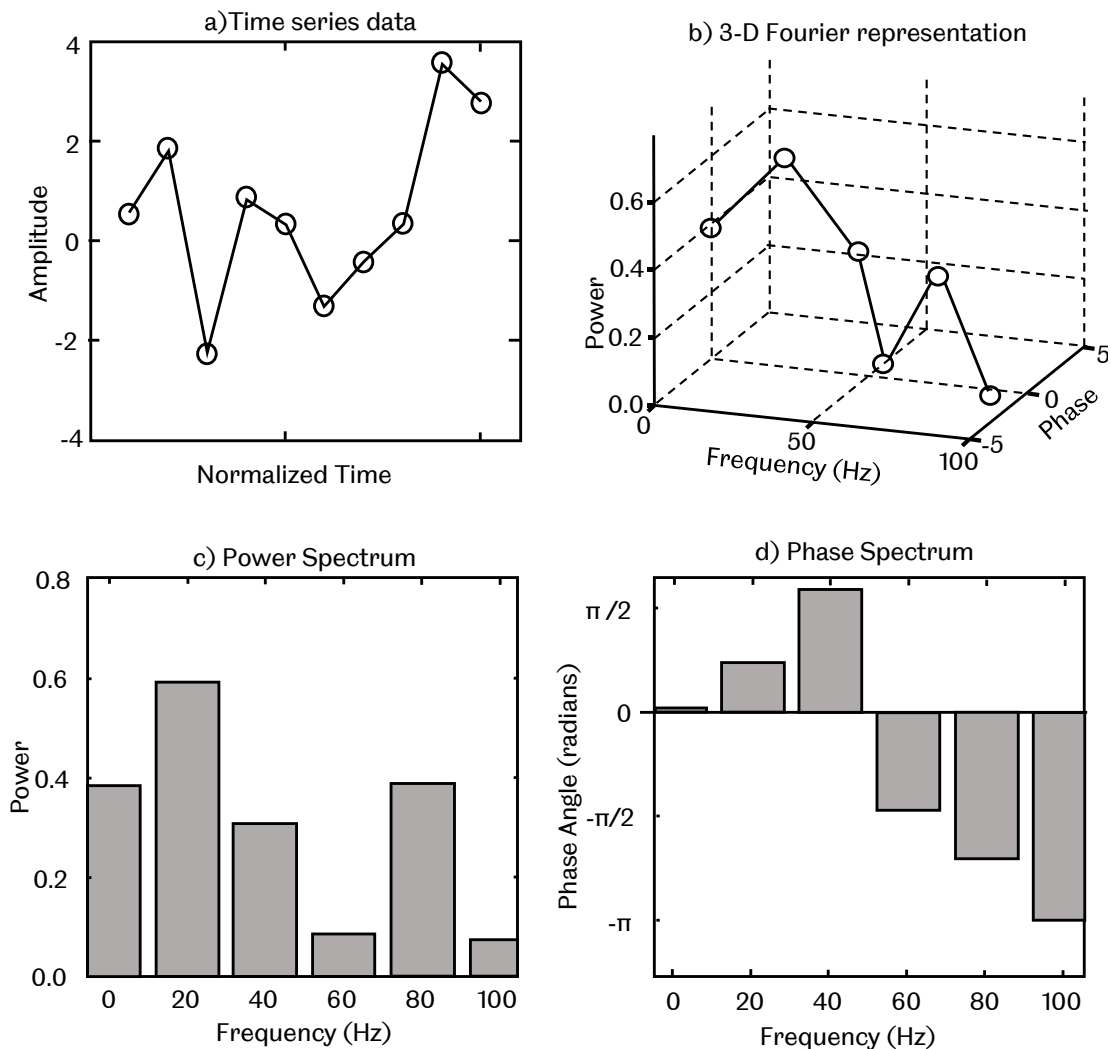 a)Time series data
4
2
0
-2
-4
Amplitude
Normalized Time
b) 3-D Fourier representation
0.6
0.4
0.2
0.0
Power
0
50
100
Frequency (Hz)
-5
0
5
Phase
c) Power Spectrum
0.8
0.6
0.4
0.2
0.0
Power
0 20 40 60 80 100
Frequency (Hz)
d) Phase Spectrum
π /2
0
-π/2
-π
Phase Angle (radians)
0 20 40 60 80 100
Frequency (Hz)